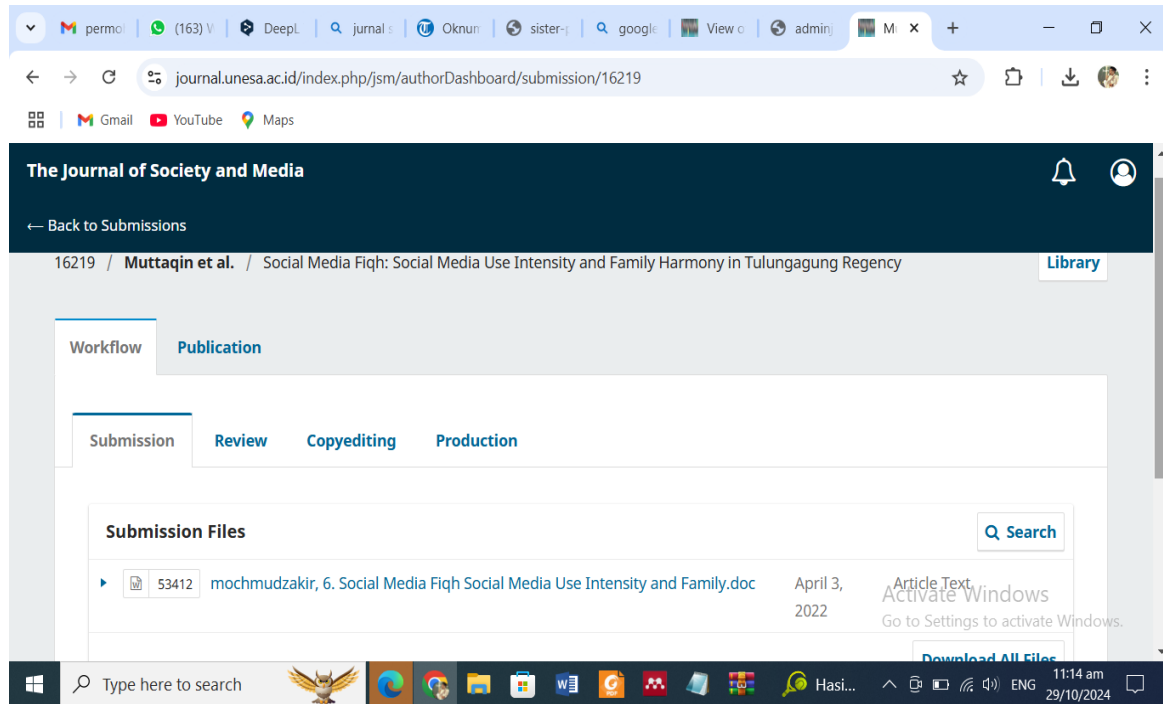 permo (163) W DeepL jurnal s Oknum sister-p google View o adminj Mu
journal.unesa.ac.id/index.php/jsm/authorDashboard/submission/16219
Gmail YouTube Maps
The Journal of Society and Media
← Back to Submissions
16219 / Muttaqin et al. / Social Media Fiqh: Social Media Use Intensity and Family Harmony in Tulungagung Regency Library
Workflow Publication
Submission Review Copyediting Production
Submission Files Search
53412 mochmudzakir, 6. Social Media Fiqh Social Media Use Intensity and Family.doc April 3, Article Text
2022
Activate Windows
Go to Settings to activate Windows.
Download All Files
Type here to search Hasi... ENG 11:14 am
29/10/2024